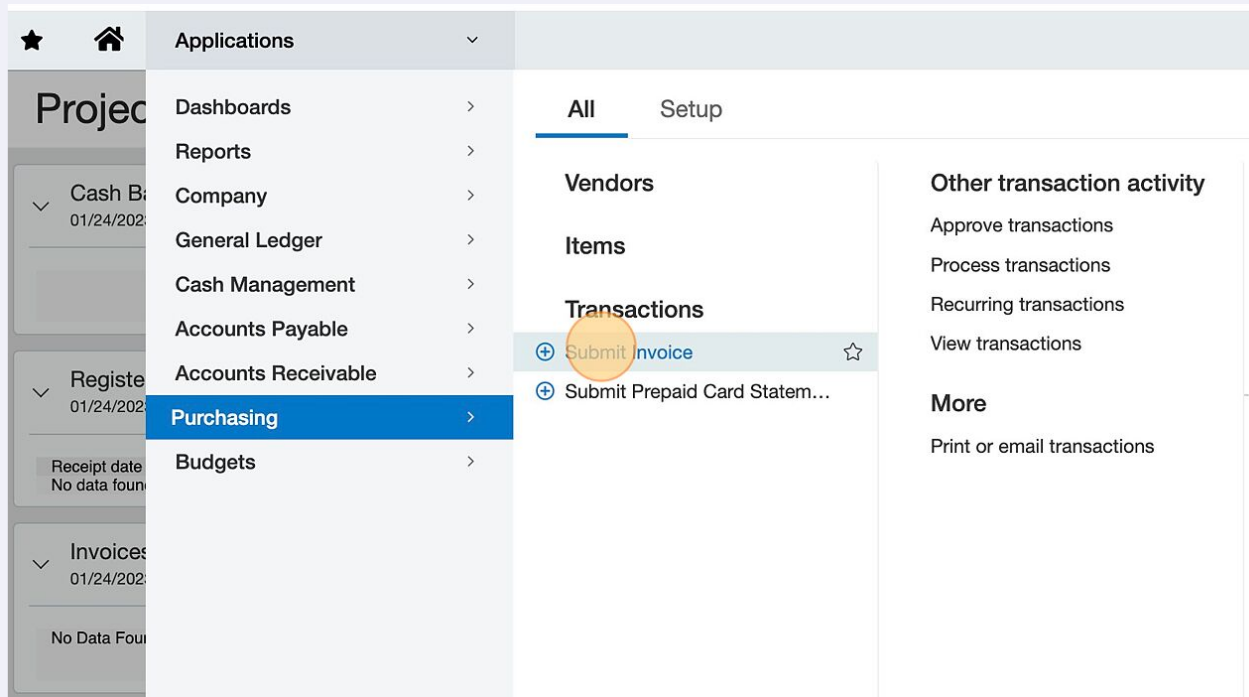 Applications
Projec
Cash Ba
01/24/202
Registe
01/24/202
Receipt date
No data foun
Invoices
01/24/202
No Data Four
Dashboards
Reports
Company
General Ledger
Cash Management
Accounts Payable
Accounts Receivable
Purchasing
Budgets
All Setup
Vendors
Items
Transactions
Submit Invoice
Submit Prepaid Card Statem...
Other transaction activity
Approve transactions
Process transactions
Recurring transactions
View transactions
More
Print or email transactions